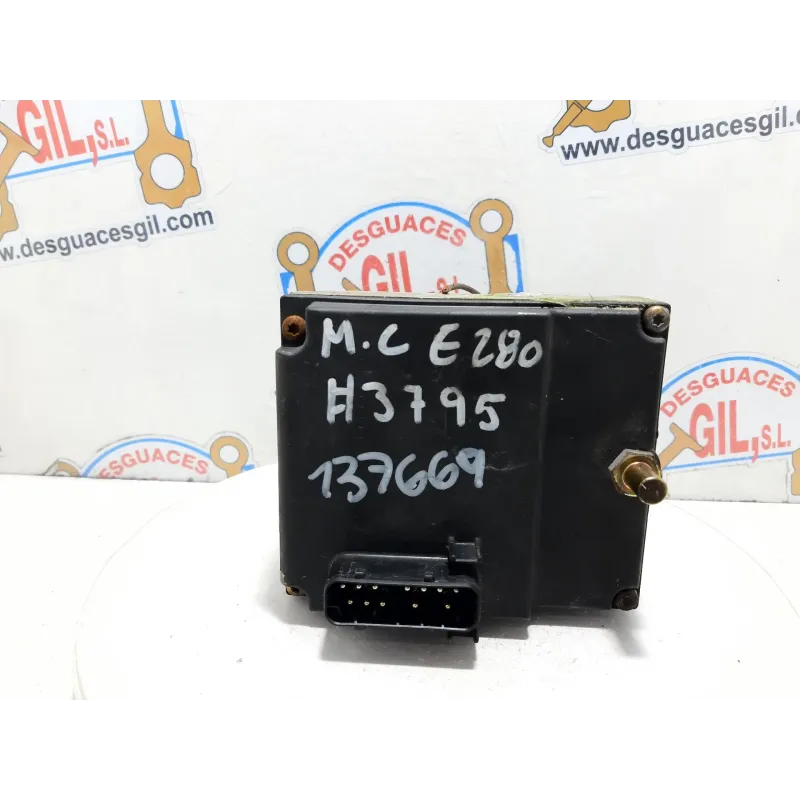 GIL,S.L.
www.desguacesgil.com
www.desguacesgil.com
DESGUACES
GIL, S.L.
DESGUACES
GIL,S.L.
DESGUACES
M.C E280
H3795
137669